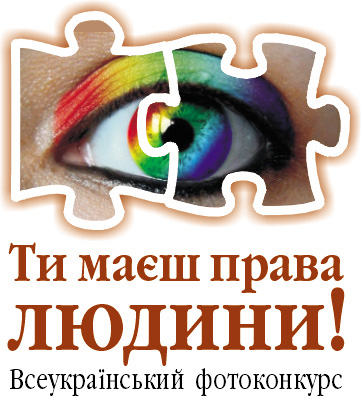 Ти маєш права
ЛЮДИНИ!
Всеукраїнський фотоконкурс